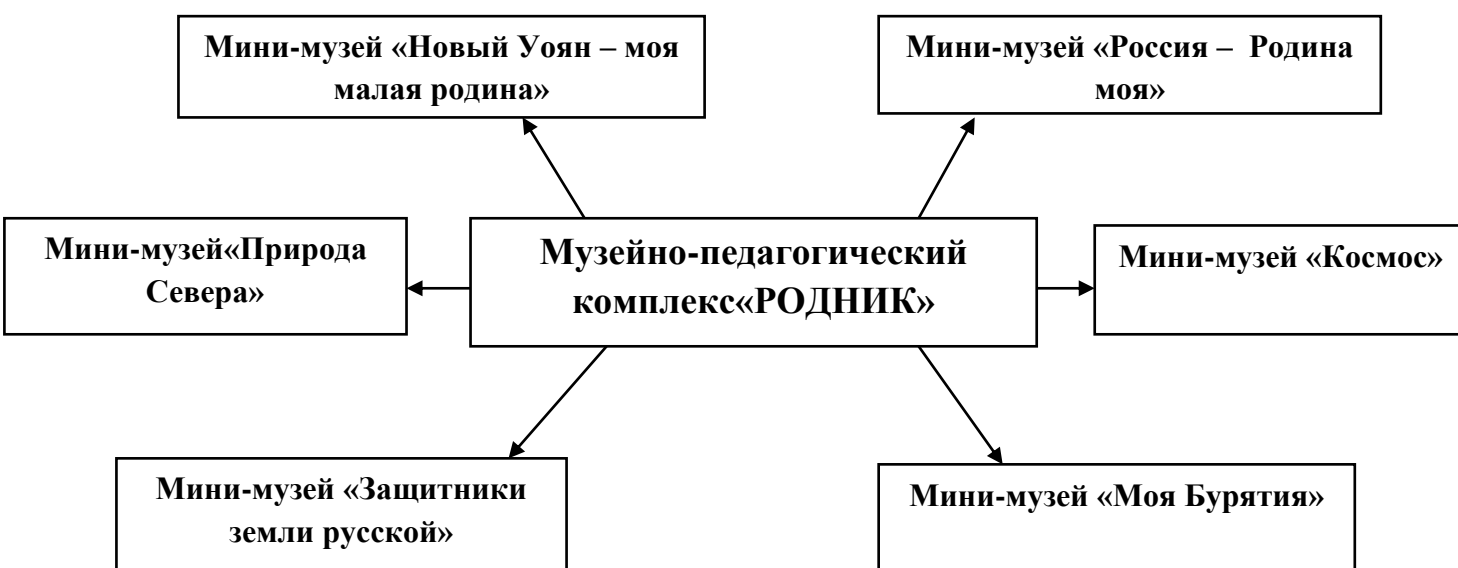 Мини-музей «Новый Уоян – моя
малая родина»
Мини-музей «Россия – Родина
моя»
Мини-музей«Природа
Севера»
Музейно-педагогический
комплекс«РОДНИК»
Мини-музей «Космос»
Мини-музей «Защитники
земли русской»
Мини-музей «Моя Бурятия»